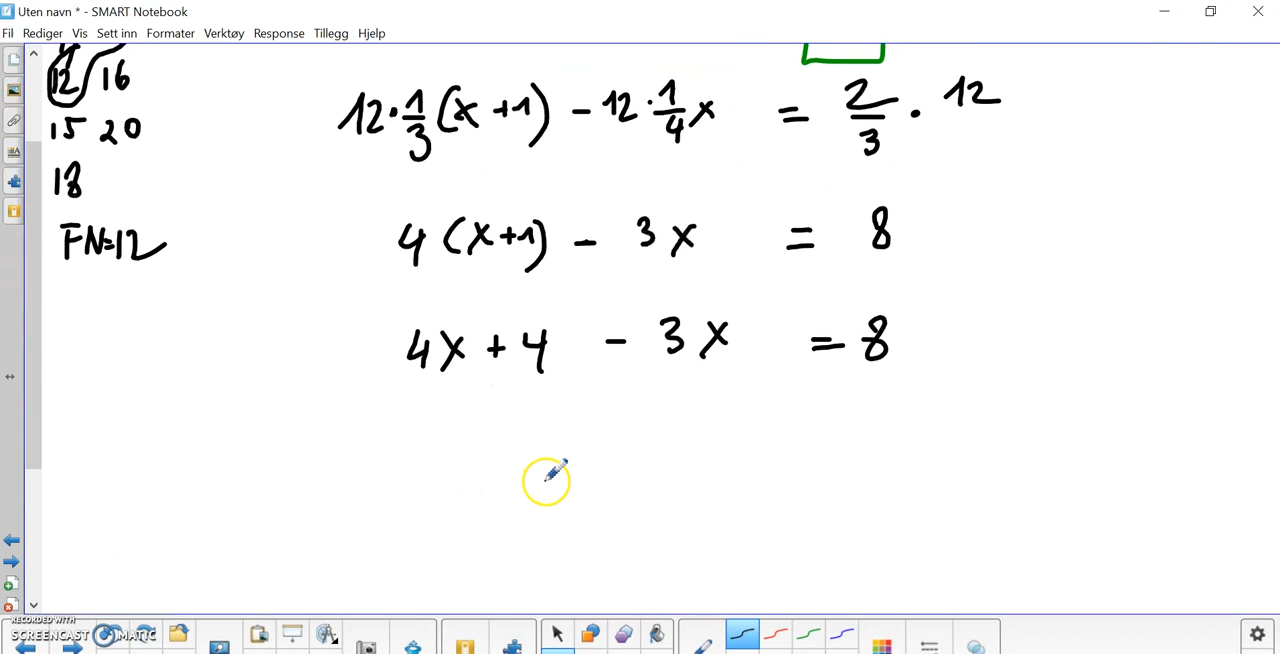 Uten navn * - SMART Notebook
Fil Rediger Vis Sett inn Formater Verktøy Response Tillegg Hjelp
12 16
15 20
18
FN=12
12 · 1/3 (x + 1) - 12 · 1/4 x = 2/3 · 12
4 (x+1) - 3x = 8
4x + 4 - 3x = 8
RECORDED WITH
SCREENCAST MATIC